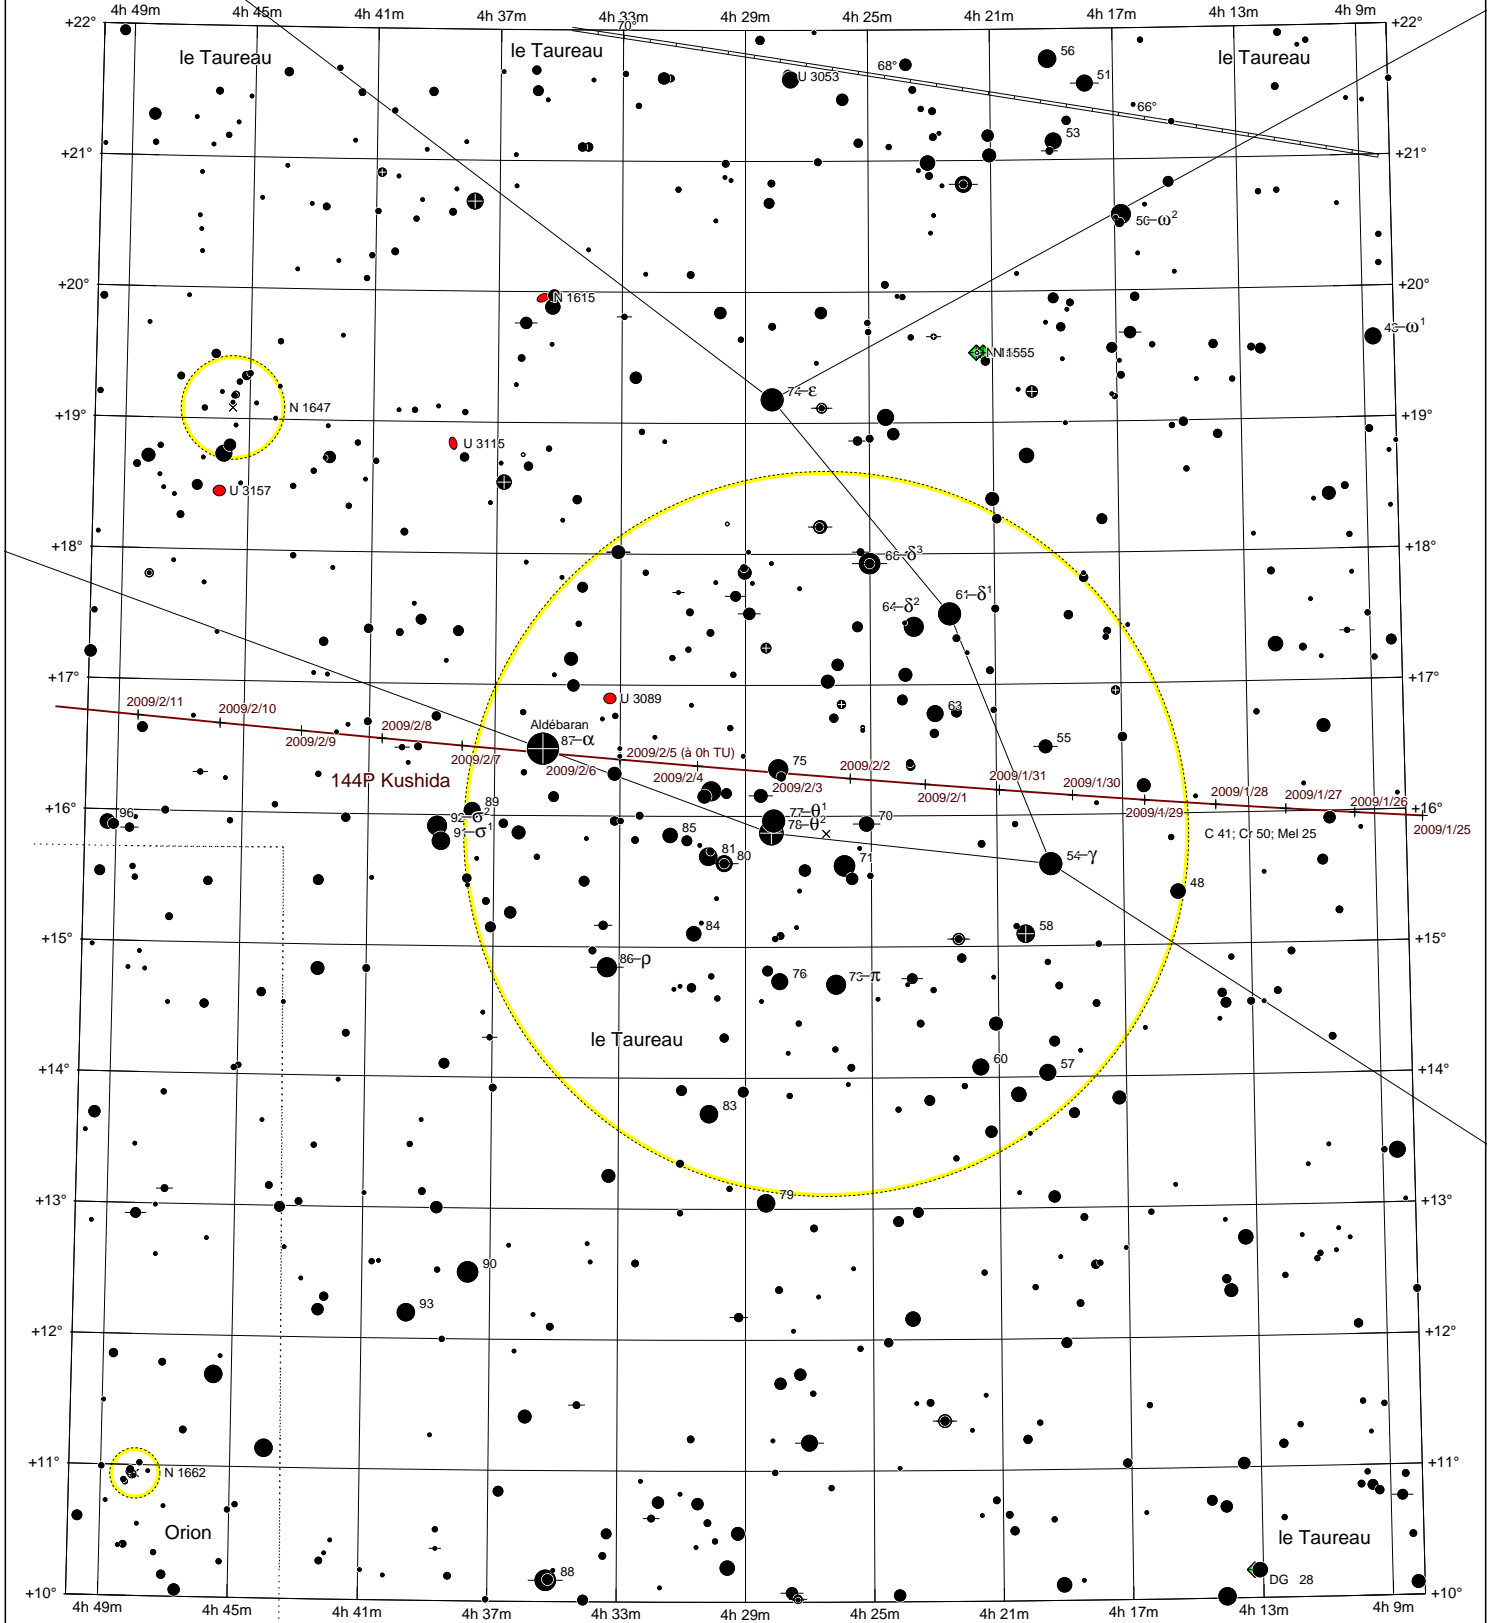 4h 49m 4h 45m 4h 41m 4h 37m 4h 33m 4h 29m 4h 25m 4h 21m 4h 17m 4h 13m 4h 9m
+22° 70° +22°
le Taureau le Taureau 56 le Taureau
68°
U 3053 51
66°
53
+21° +21°
50-ω²
+20° +20°
N 1615
43-ω¹
N 1555
74-ε
N 1647
+19° +19°
U 3115
U 3157
+18° +18°
68-δ³
61-δ¹
64-δ²
+17° +17°
U 3089
2009/2/11
2009/2/10
63
2009/2/8
Aldébaran
2009/2/9
87-α
55
2009/2/7
2009/2/5 (à 0h TU)
75
2009/2/6
2009/2/4
2009/2/2
144P Kushida
2009/2/3
2009/2/1
2009/1/31
2009/1/30
2009/1/28
2009/1/27
2009/1/26
+16° +16°
89
96
92-σ²
77-θ¹
70
2009/1/29
2009/1/25
91-σ¹
85
78-θ²
C 41; Cr 50; Mel 25
81
80
71
54-γ
48
+15° +15°
84
58
86-ρ
76
73-π
le Taureau
+14° +14°
60
57
83
+13° +13°
79
90
93
+12° +12°
+11° +11°
N 1662
Orion le Taureau
88
DG 28
+10° +10°
4h 49m 4h 45m 4h 41m 4h 37m 4h 33m 4h 29m 4h 25m 4h 21m 4h 17m 4h 13m 4h 9m